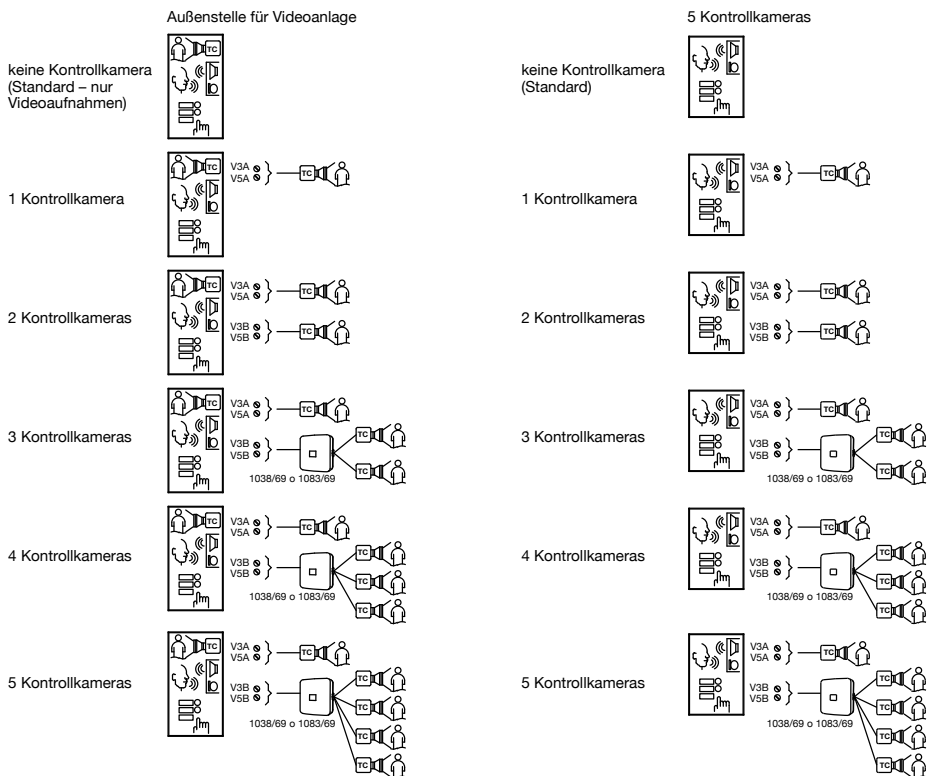 Außenstelle für Videoanlage
keine Kontrollkamera
(Standard – nur
Videoaufnahmen)
TC
1 Kontrollkamera
TC
V3A
V5A
TC
2 Kontrollkameras
TC
V3A
V5A
TC
V3B
V5B
TC
3 Kontrollkameras
TC
V3A
V5A
TC
V3B
V5B
TC
TC
1038/69 o 1083/69
4 Kontrollkameras
TC
V3A
V5A
TC
V3B
V5B
TC
TC
TC
1038/69 o 1083/69
5 Kontrollkameras
TC
V3A
V5A
TC
V3B
V5B
TC
TC
TC
TC
1038/69 o 1083/69
5 Kontrollkameras
keine Kontrollkamera
(Standard)
1 Kontrollkamera
V3A
V5A
TC
2 Kontrollkameras
V3A
V5A
TC
V3B
V5B
TC
3 Kontrollkameras
V3A
V5A
TC
V3B
V5B
TC
TC
1038/69 o 1083/69
4 Kontrollkameras
V3A
V5A
TC
V3B
V5B
TC
TC
TC
1038/69 o 1083/69
5 Kontrollkameras
V3A
V5A
TC
V3B
V5B
TC
TC
TC
TC
1038/69 o 1083/69